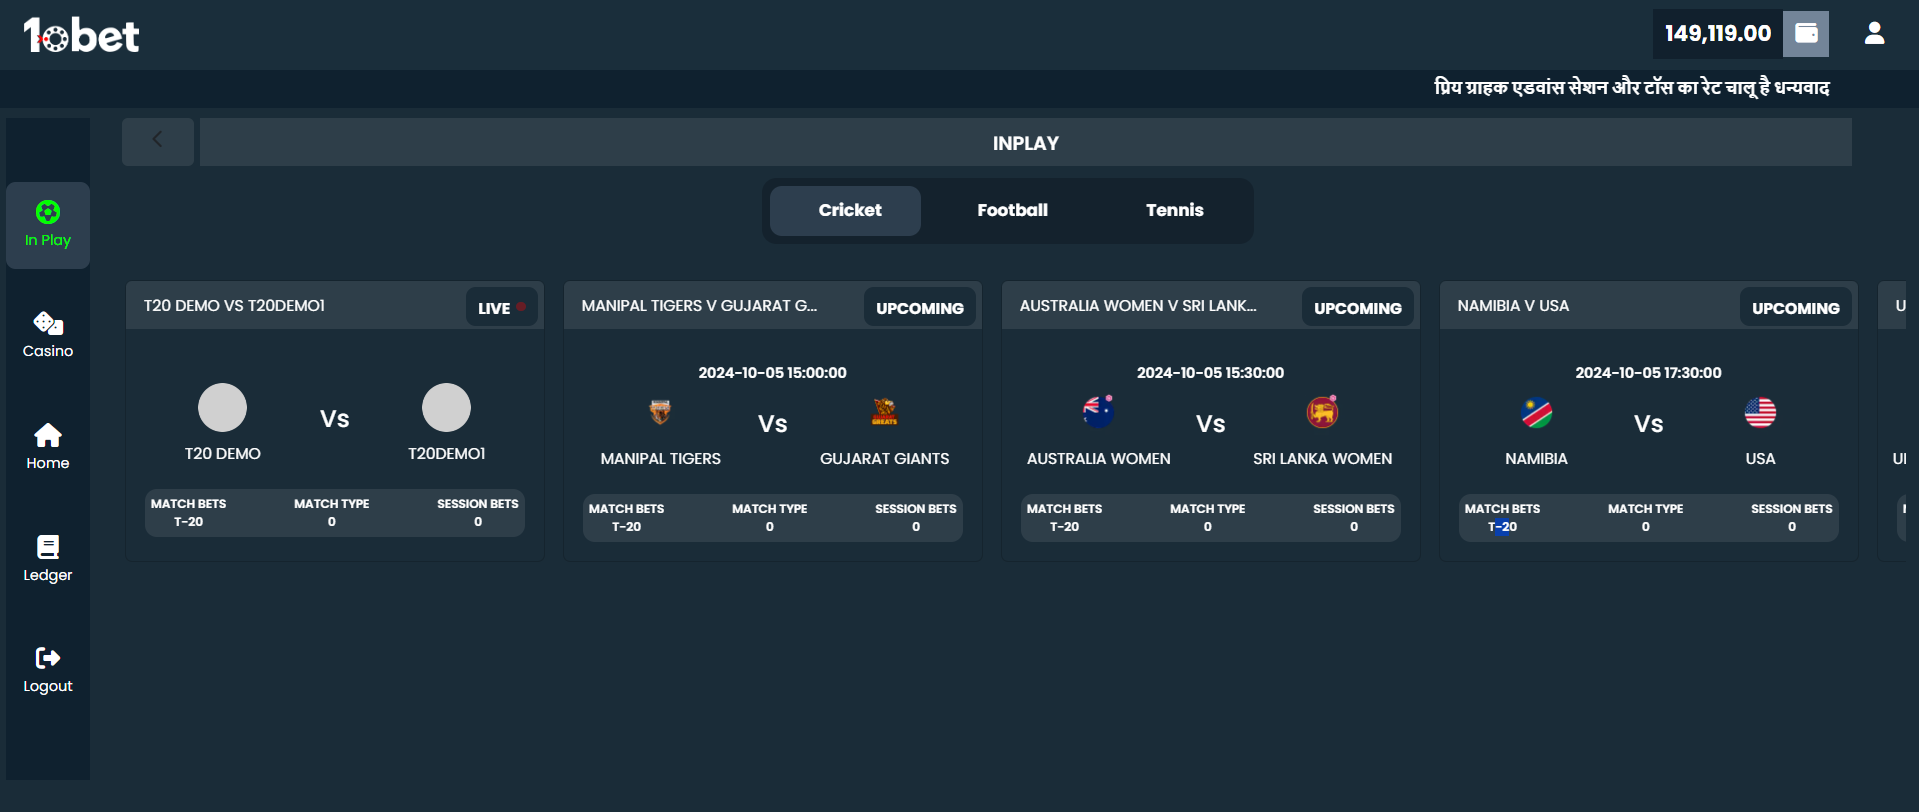 10bet
149,119.00
प्रिय ग्राहक एडवांस सेशन और टॉस का रेट चालू है धन्यवाद
INPLAY
Cricket Football Tennis
In Play
Casino
Home
Ledger
Logout
T20 DEMO VS T20DEMO1 LIVE
T20 DEMO Vs T20DEMO1
MATCH BETS MATCH TYPE SESSION BETS
T-20 0 0
MANIPAL TIGERS V GUJARAT G... UPCOMING
2024-10-05 15:00:00
Vs
GREATS
MANIPAL TIGERS GUJARAT GIANTS
MATCH BETS MATCH TYPE SESSION BETS
T-20 0 0
AUSTRALIA WOMEN V SRI LANK... UPCOMING
2024-10-05 15:30:00
Vs
AUSTRALIA WOMEN SRI LANKA WOMEN
MATCH BETS MATCH TYPE SESSION BETS
T-20 0 0
NAMIBIA V USA UPCOMING
2024-10-05 17:30:00
Vs
NAMIBIA USA
MATCH BETS MATCH TYPE SESSION BETS
T-20 0 0